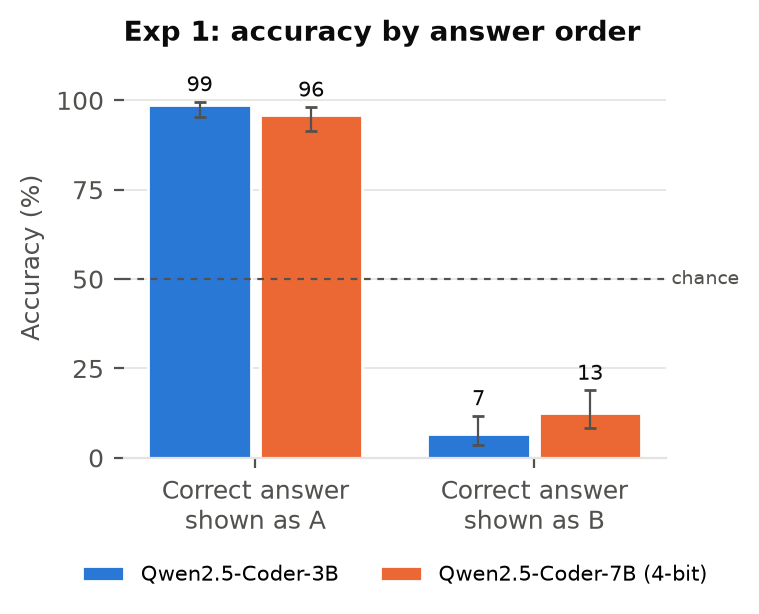 Exp 1: accuracy by answer order
Accuracy (%)
100
75
50
25
0
99
96
7
13
chance
Correct answer
shown as A
Correct answer
shown as B
Qwen2.5-Coder-3B
Qwen2.5-Coder-7B (4-bit)